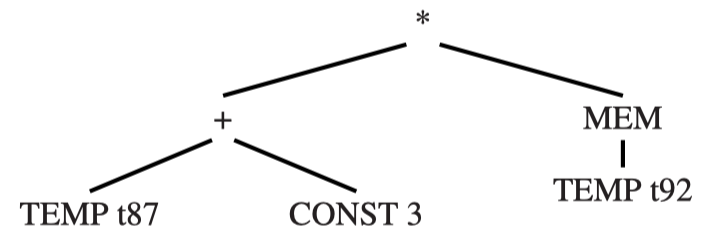 *
+
MEM
TEMP t87
CONST 3
TEMP t92